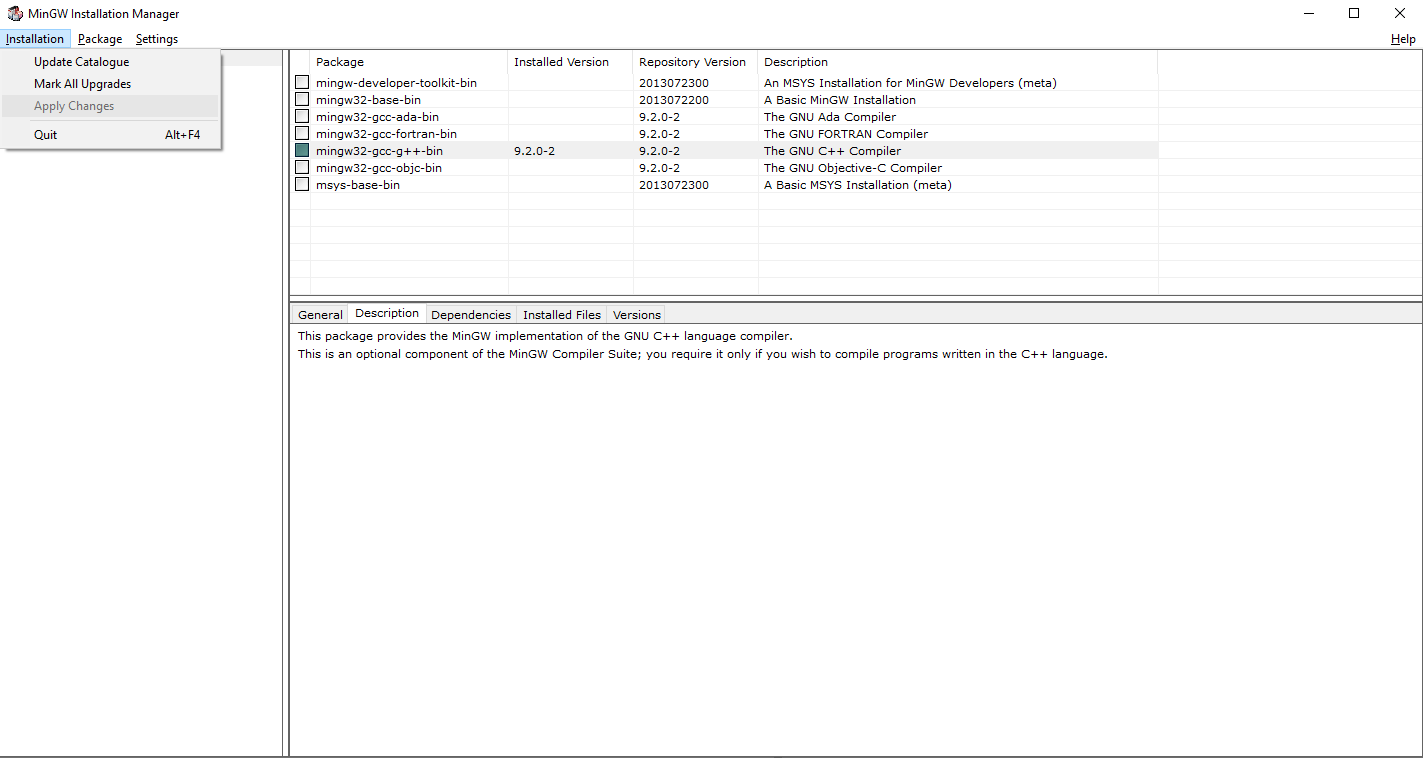 MinGW Installation Manager
Installation Package Settings Help
Update Catalogue
Mark All Upgrades
Apply Changes
Quit Alt+F4
Package Installed Version Repository Version Description
mingw-developer-toolkit-bin 2013072300 An MSYS Installation for MinGW Developers (meta)
mingw32-base-bin 2013072200 A Basic MinGW Installation
mingw32-gcc-ada-bin 9.2.0-2 The GNU Ada Compiler
mingw32-gcc-fortran-bin 9.2.0-2 The GNU FORTRAN Compiler
mingw32-gcc-g++-bin 9.2.0-2 9.2.0-2 The GNU C++ Compiler
mingw32-gcc-objc-bin 9.2.0-2 The GNU Objective-C Compiler
msys-base-bin 2013072300 A Basic MSYS Installation (meta)
General Description Dependencies Installed Files Versions
This package provides the MinGW implementation of the GNU C++ language compiler.
This is an optional component of the MinGW Compiler Suite; you require it only if you wish to compile programs written in the C++ language.